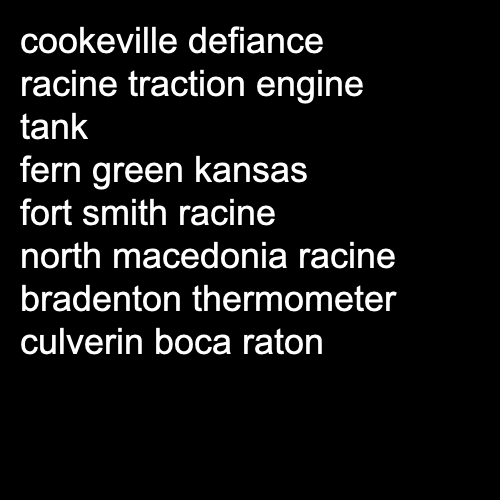 cookeville defiance
racine traction engine
tank
fern green kansas
fort smith racine
north macedonia racine
bradenton thermometer
culverin boca raton